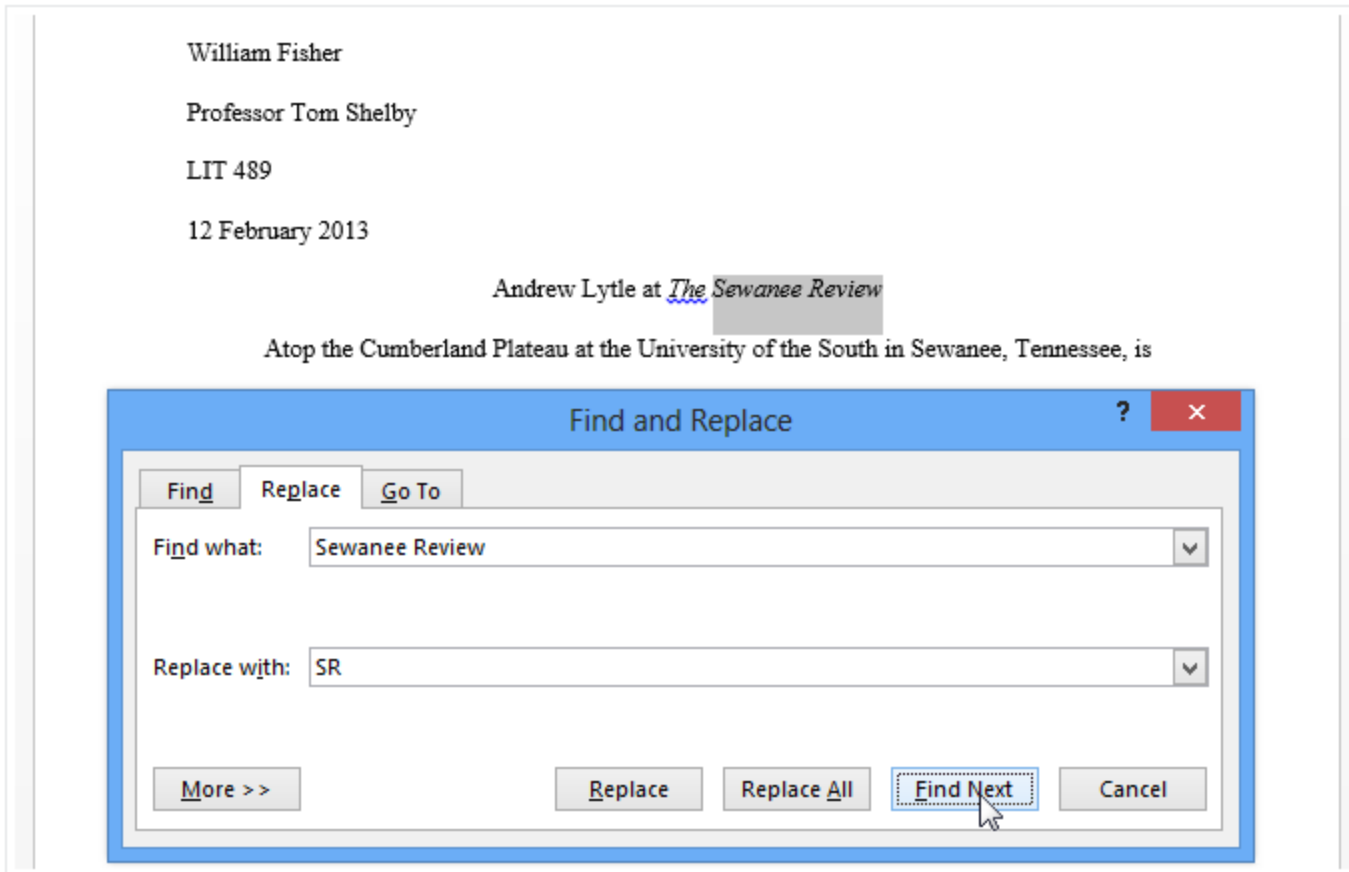 William Fisher
Professor Tom Shelby
LIT 489
12 February 2013
Andrew Lytle at The Sewanee Review
Atop the Cumberland Plateau at the University of the South in Sewanee, Tennessee, is
Find and Replace ?
Find Replace Go To
Find what: Sewanee Review
Replace with: SR
More >> Replace Replace All Find Next Cancel